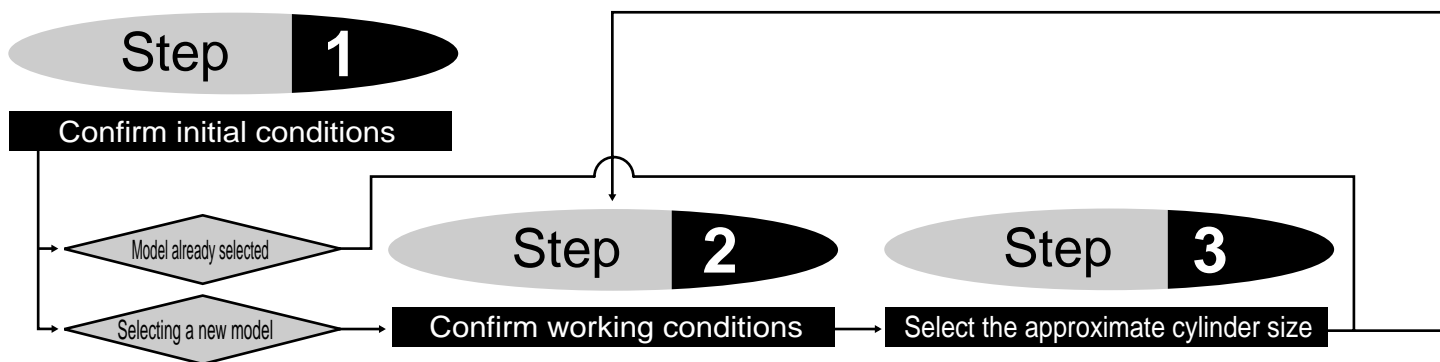 Step 1
Confirm initial conditions
Model already selected
Selecting a new model
Step 2
Confirm working conditions
Step 3
Select the approximate cylinder size